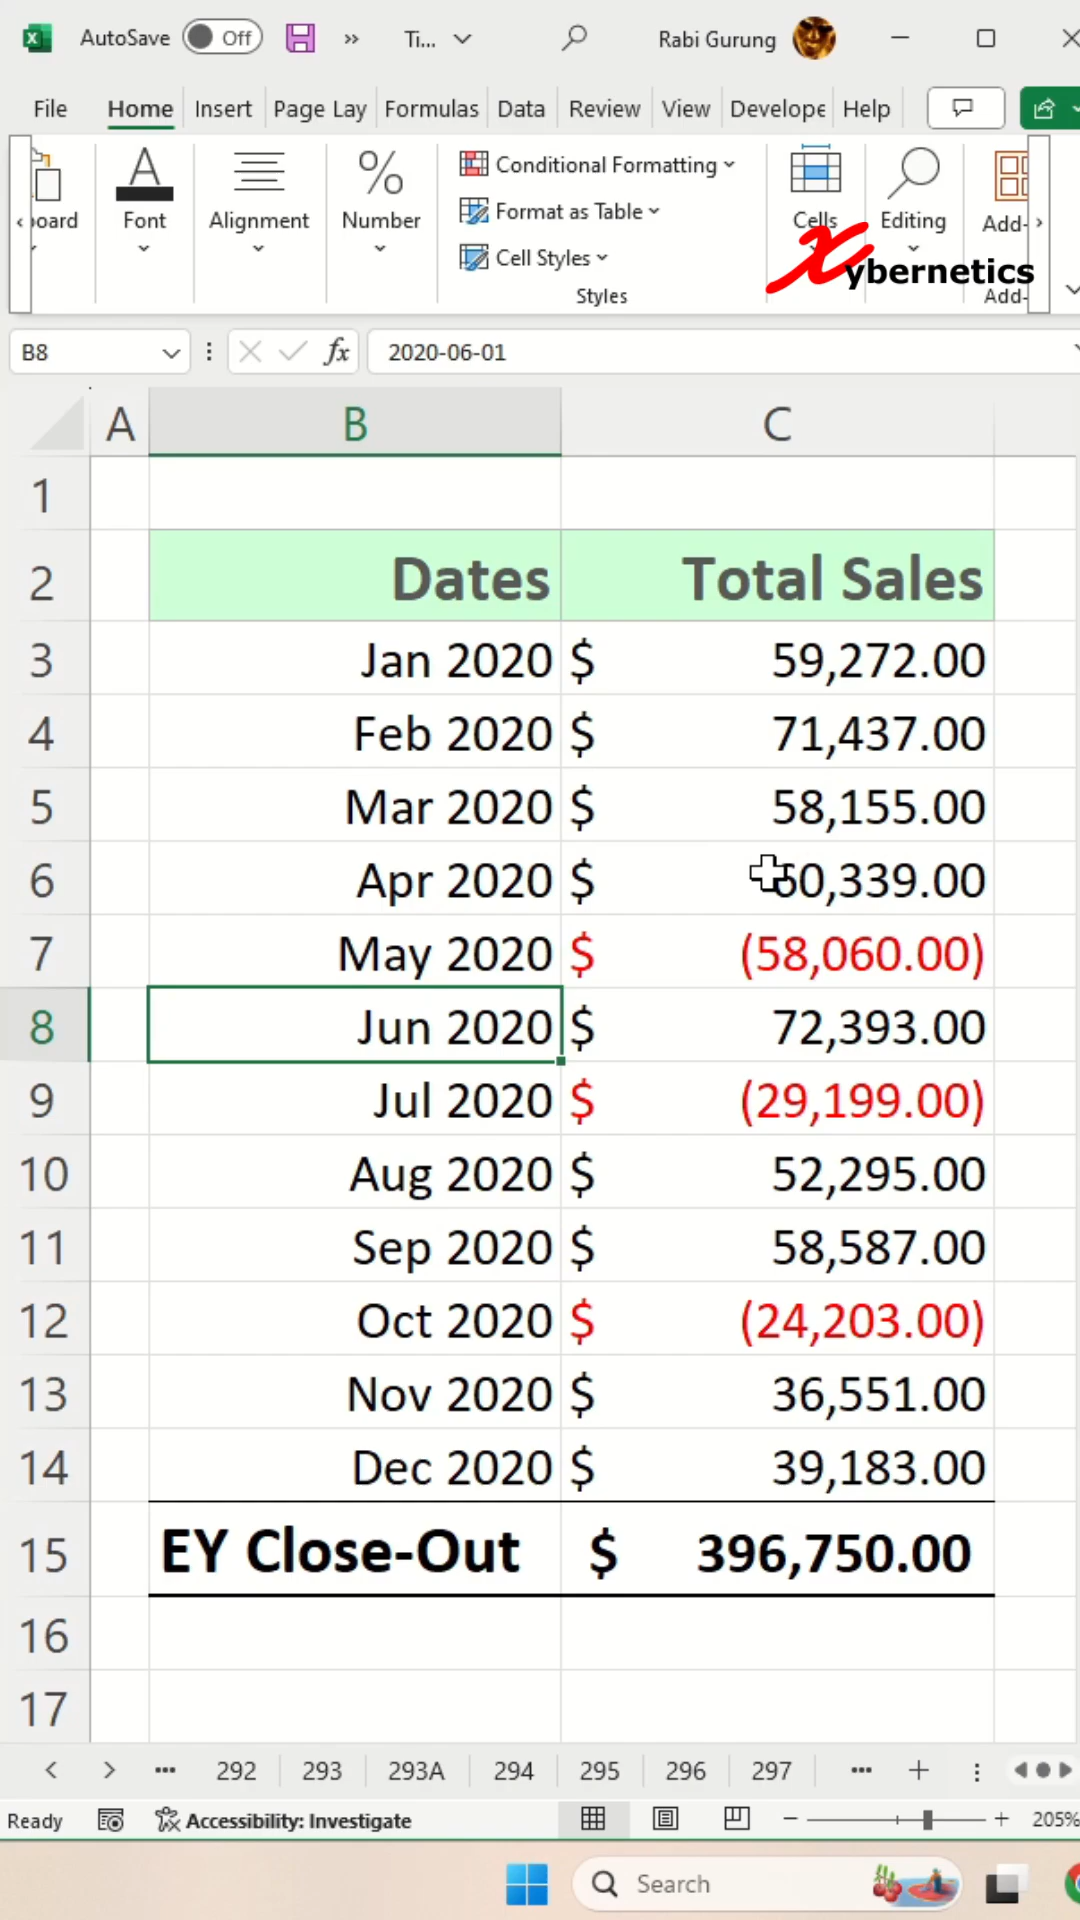 AutoSave Off » Ti... Rabi Gurung
File Home Insert Page Lay Formulas Data Review View Develope Help
board Font Alignment Number Conditional Formatting Cells Editing Add-
Format as Table
Cell Styles
Styles Add-
Xybernetics
B8 fx 2020-06-01
A B C
1
2 Dates Total Sales
3 Jan 2020 $ 59,272.00
4 Feb 2020 $ 71,437.00
5 Mar 2020 $ 58,155.00
6 Apr 2020 $ 60,339.00
7 May 2020 $ (58,060.00)
8 Jun 2020 $ 72,393.00
9 Jul 2020 $ (29,199.00)
10 Aug 2020 $ 52,295.00
11 Sep 2020 $ 58,587.00
12 Oct 2020 $ (24,203.00)
13 Nov 2020 $ 36,551.00
14 Dec 2020 $ 39,183.00
15 EY Close-Out $ 396,750.00
16
17
... 292 293 293A 294 295 296 297 ... +
Ready Accessibility: Investigate − + 205%
Search